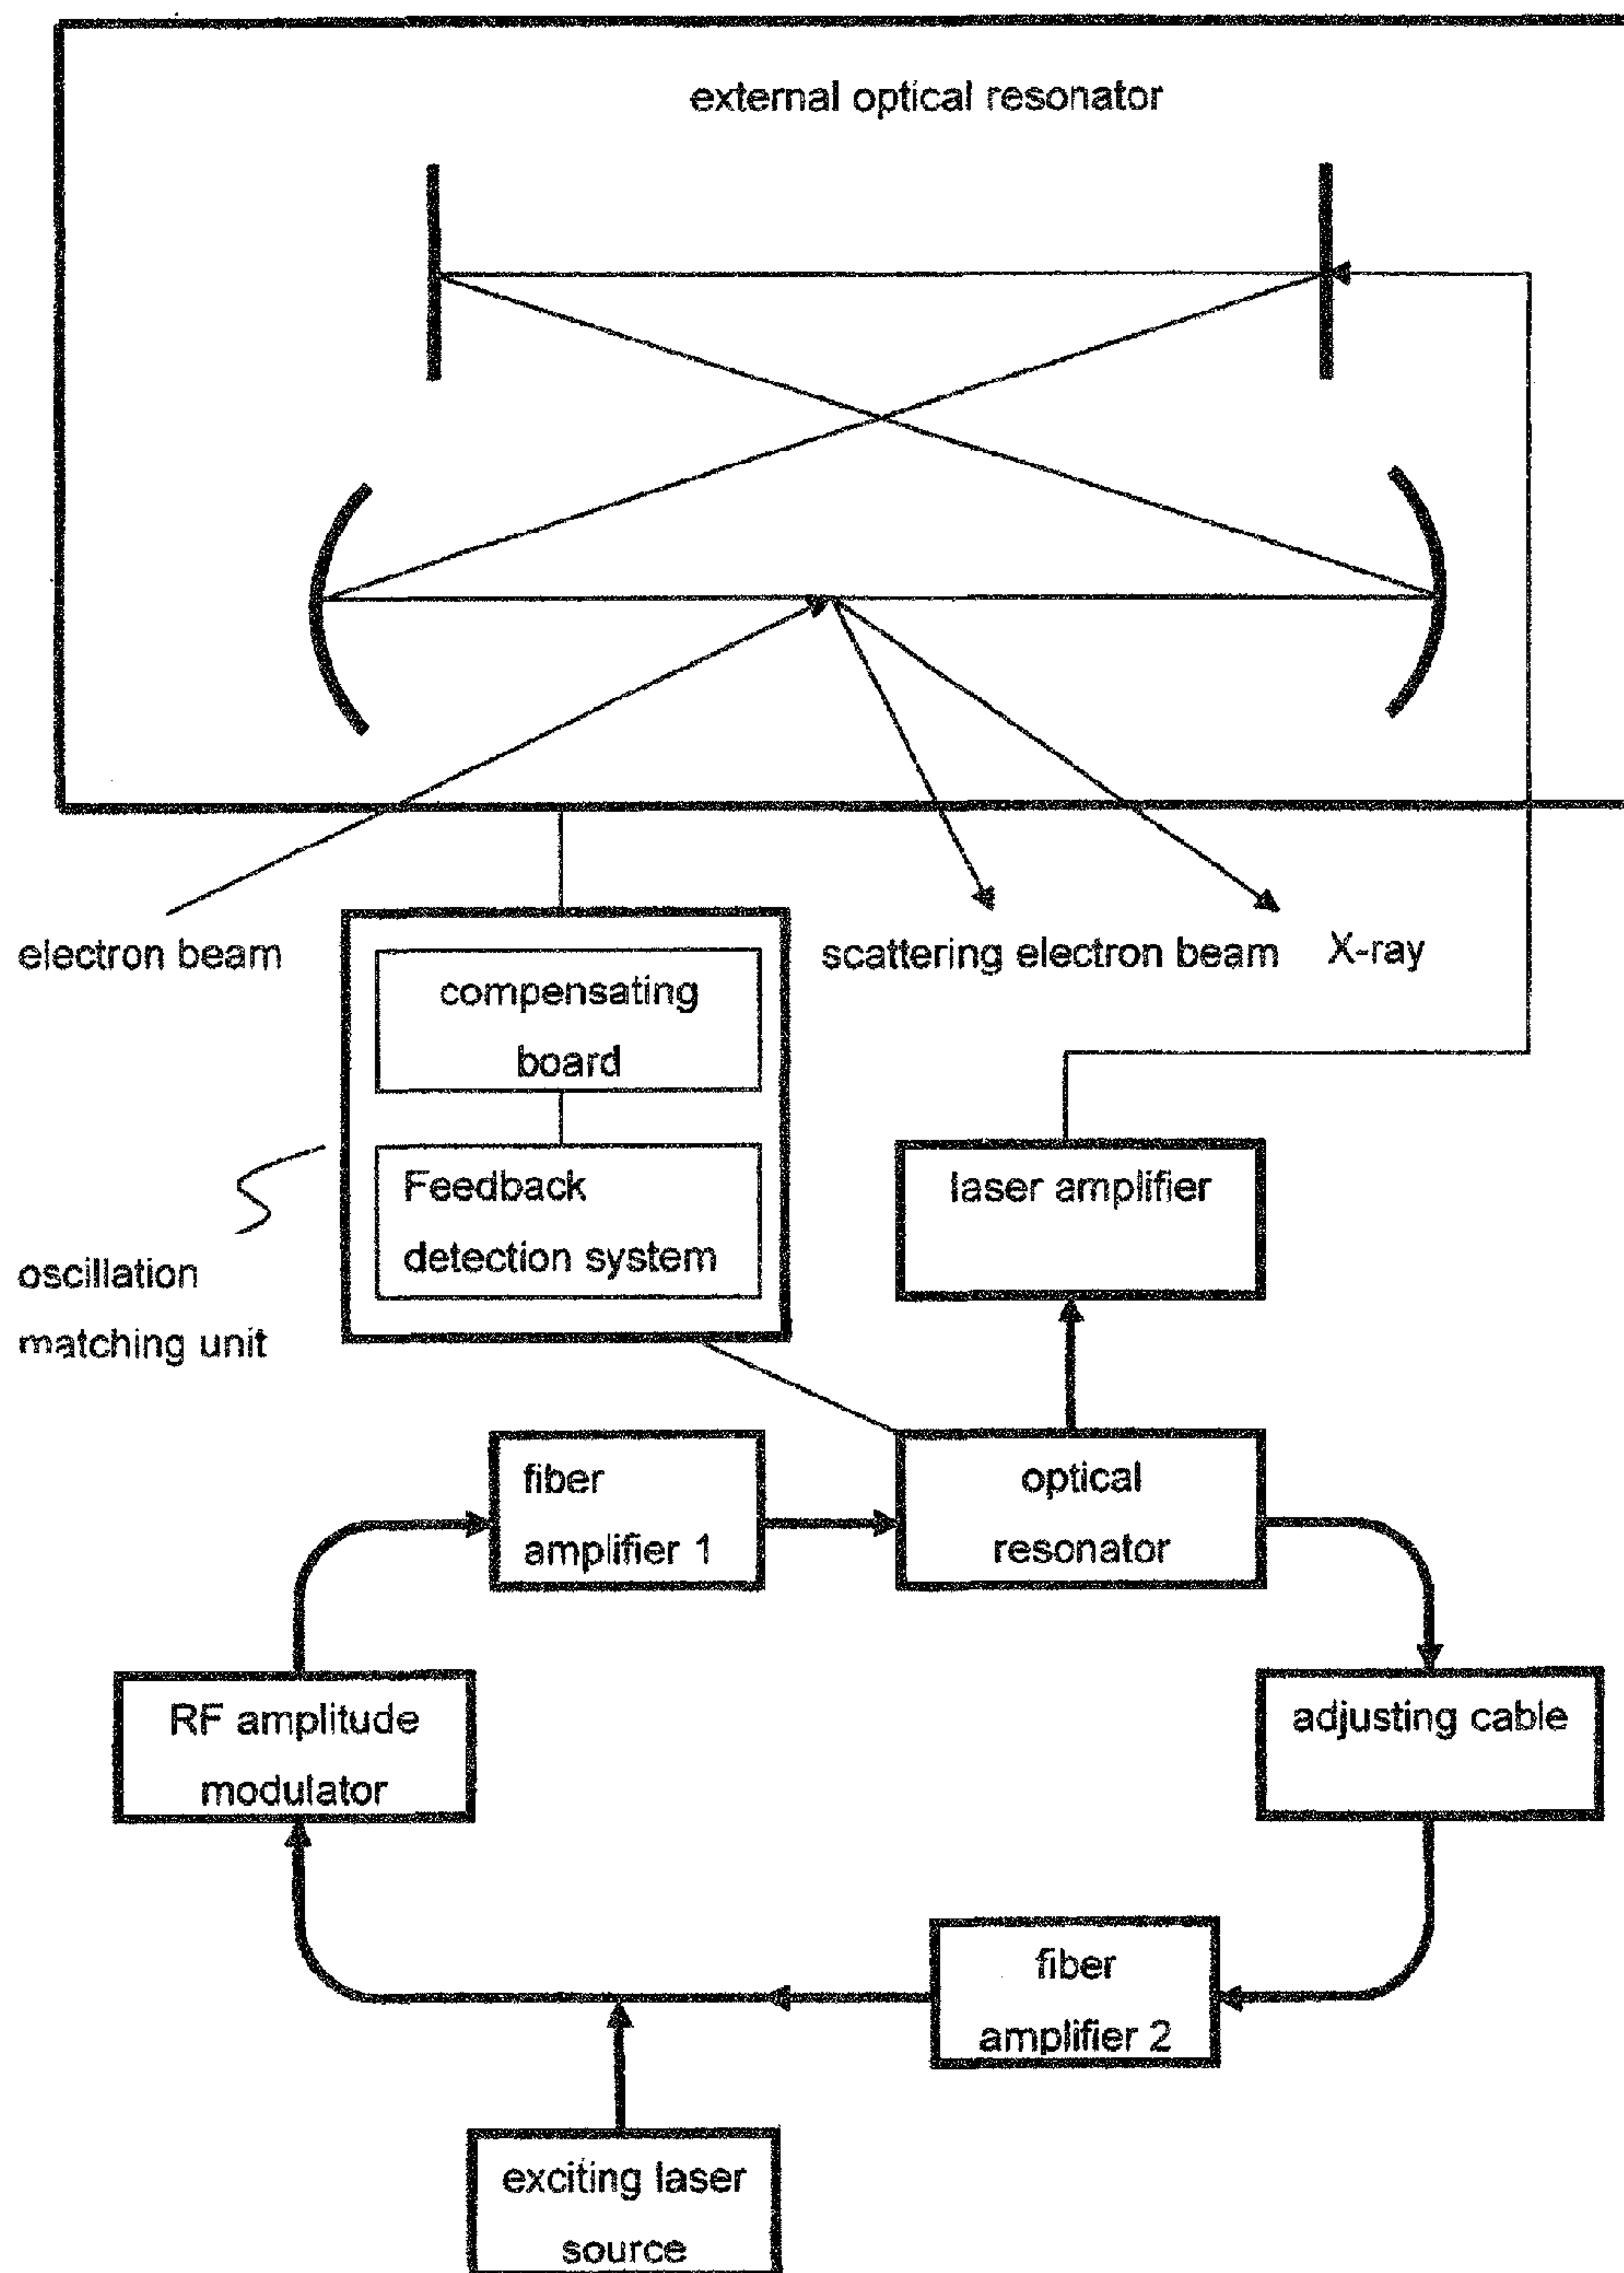 external optical resonator
electron beam
scattering electron beam
X-ray
compensating
board
Feedback
detection system
oscillation
matching unit
laser amplifier
fiber
amplifier 1
optical
resonator
RF amplitude
modulator
adjusting cable
fiber
amplifier 2
exciting laser
source